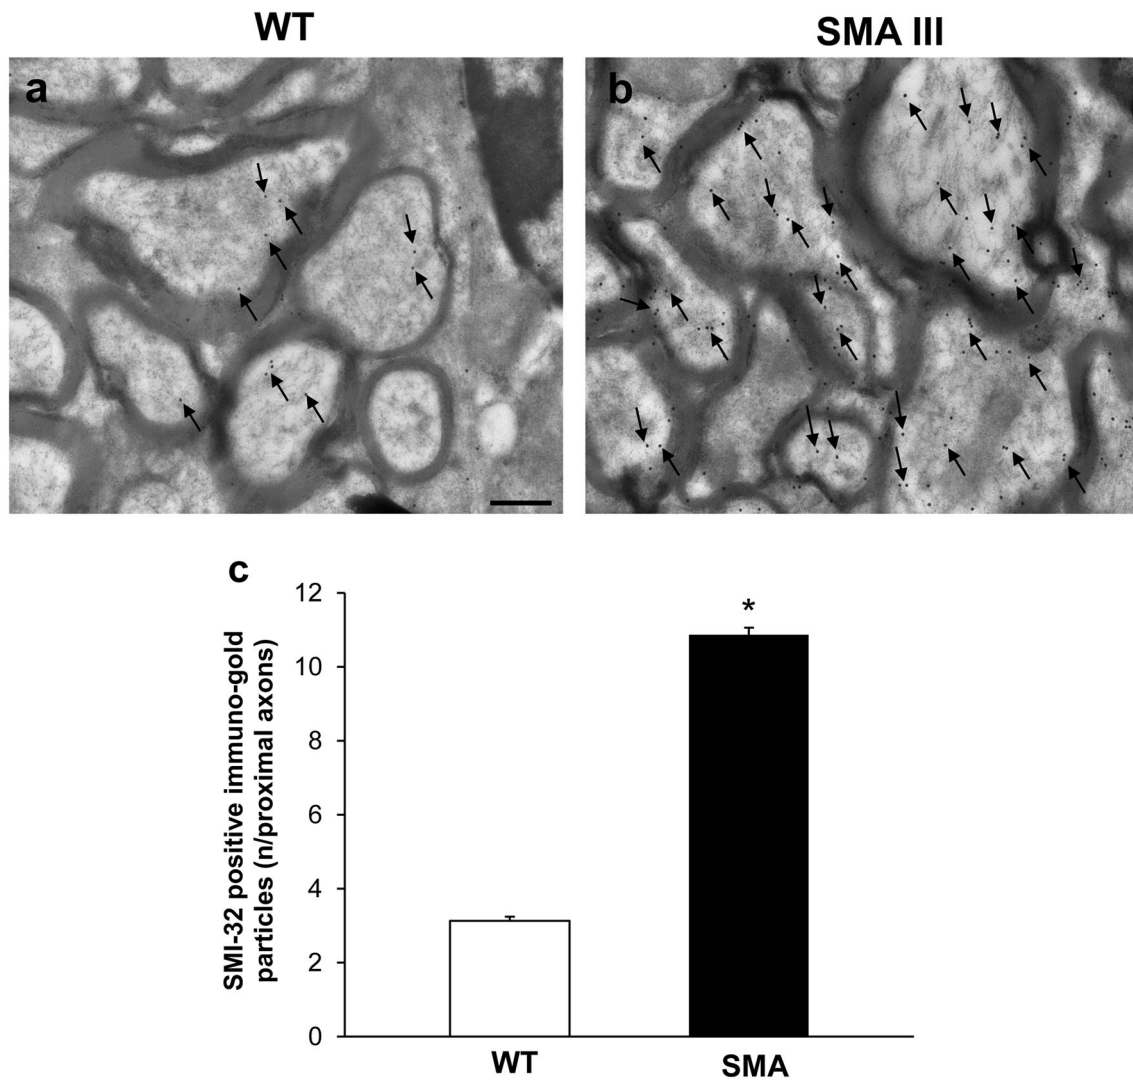 WT
SMA III
a
b
c
SMI-32 positive immuno-gold
particles (n/proximal axons)
12
10
8
6
4
2
0
*
WT
SMA